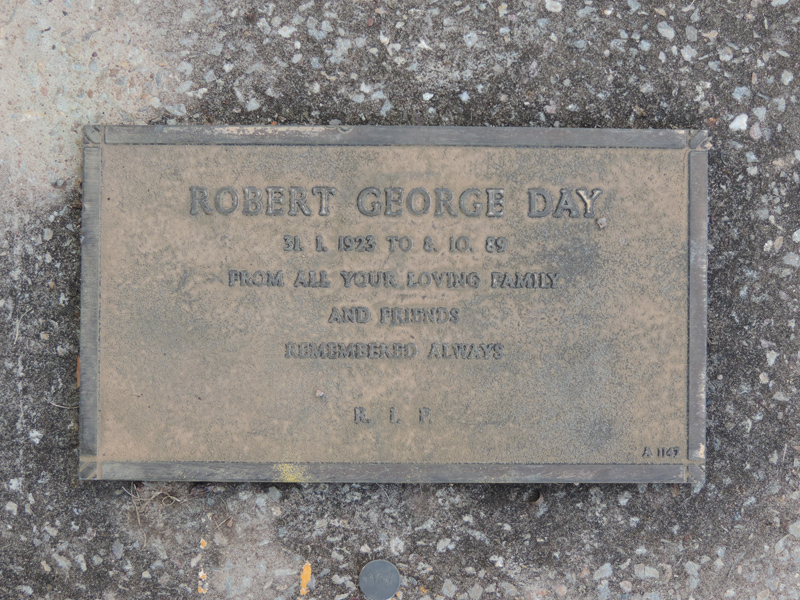 ROBERT GEORGE DAY
31. 1. 1923 TO 8. 10. 89
FROM ALL YOUR LOVING FAMILY
AND FRIENDS
REMEMBERED ALWAYS
R. I. P.
A 1147